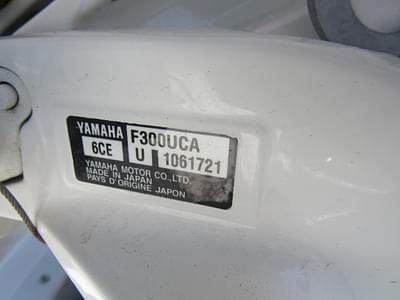 YAMAHA F300UCA
6CE U 1061721
YAMAHA MOTOR CO.,LTD.
MADE IN JAPAN
PAYS D'ORIGINE JAPON